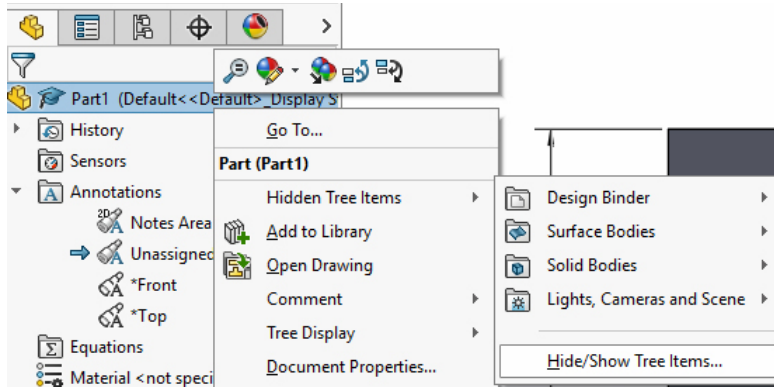 Part1 (Default<<Default>_Display S
History
Sensors
Annotations
2D
Notes Area
Unassigned
*Front
*Top
Equations
Material <not speci
Go To...
Part (Part1)
Hidden Tree Items
Add to Library
Open Drawing
Comment
Tree Display
Document Properties...
Design Binder
Surface Bodies
Solid Bodies
Lights, Cameras and Scene
Hide/Show Tree Items...